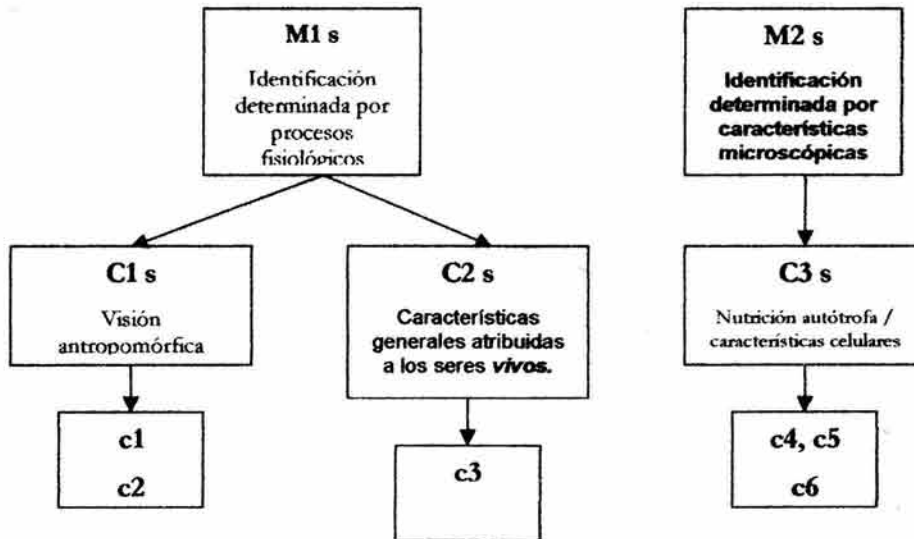 M1 s
Identificación
determinada por
procesos
fisiológicos
M2 s
Identificación
determinada por
características
microscópicas
C1 s
Visión
antropomórfica
C2 s
Características
generales atribuidas
a los seres vivos.
C3 s
Nutrición autótrofa /
características celulares
c1
c2
c3
c4, c5
c6